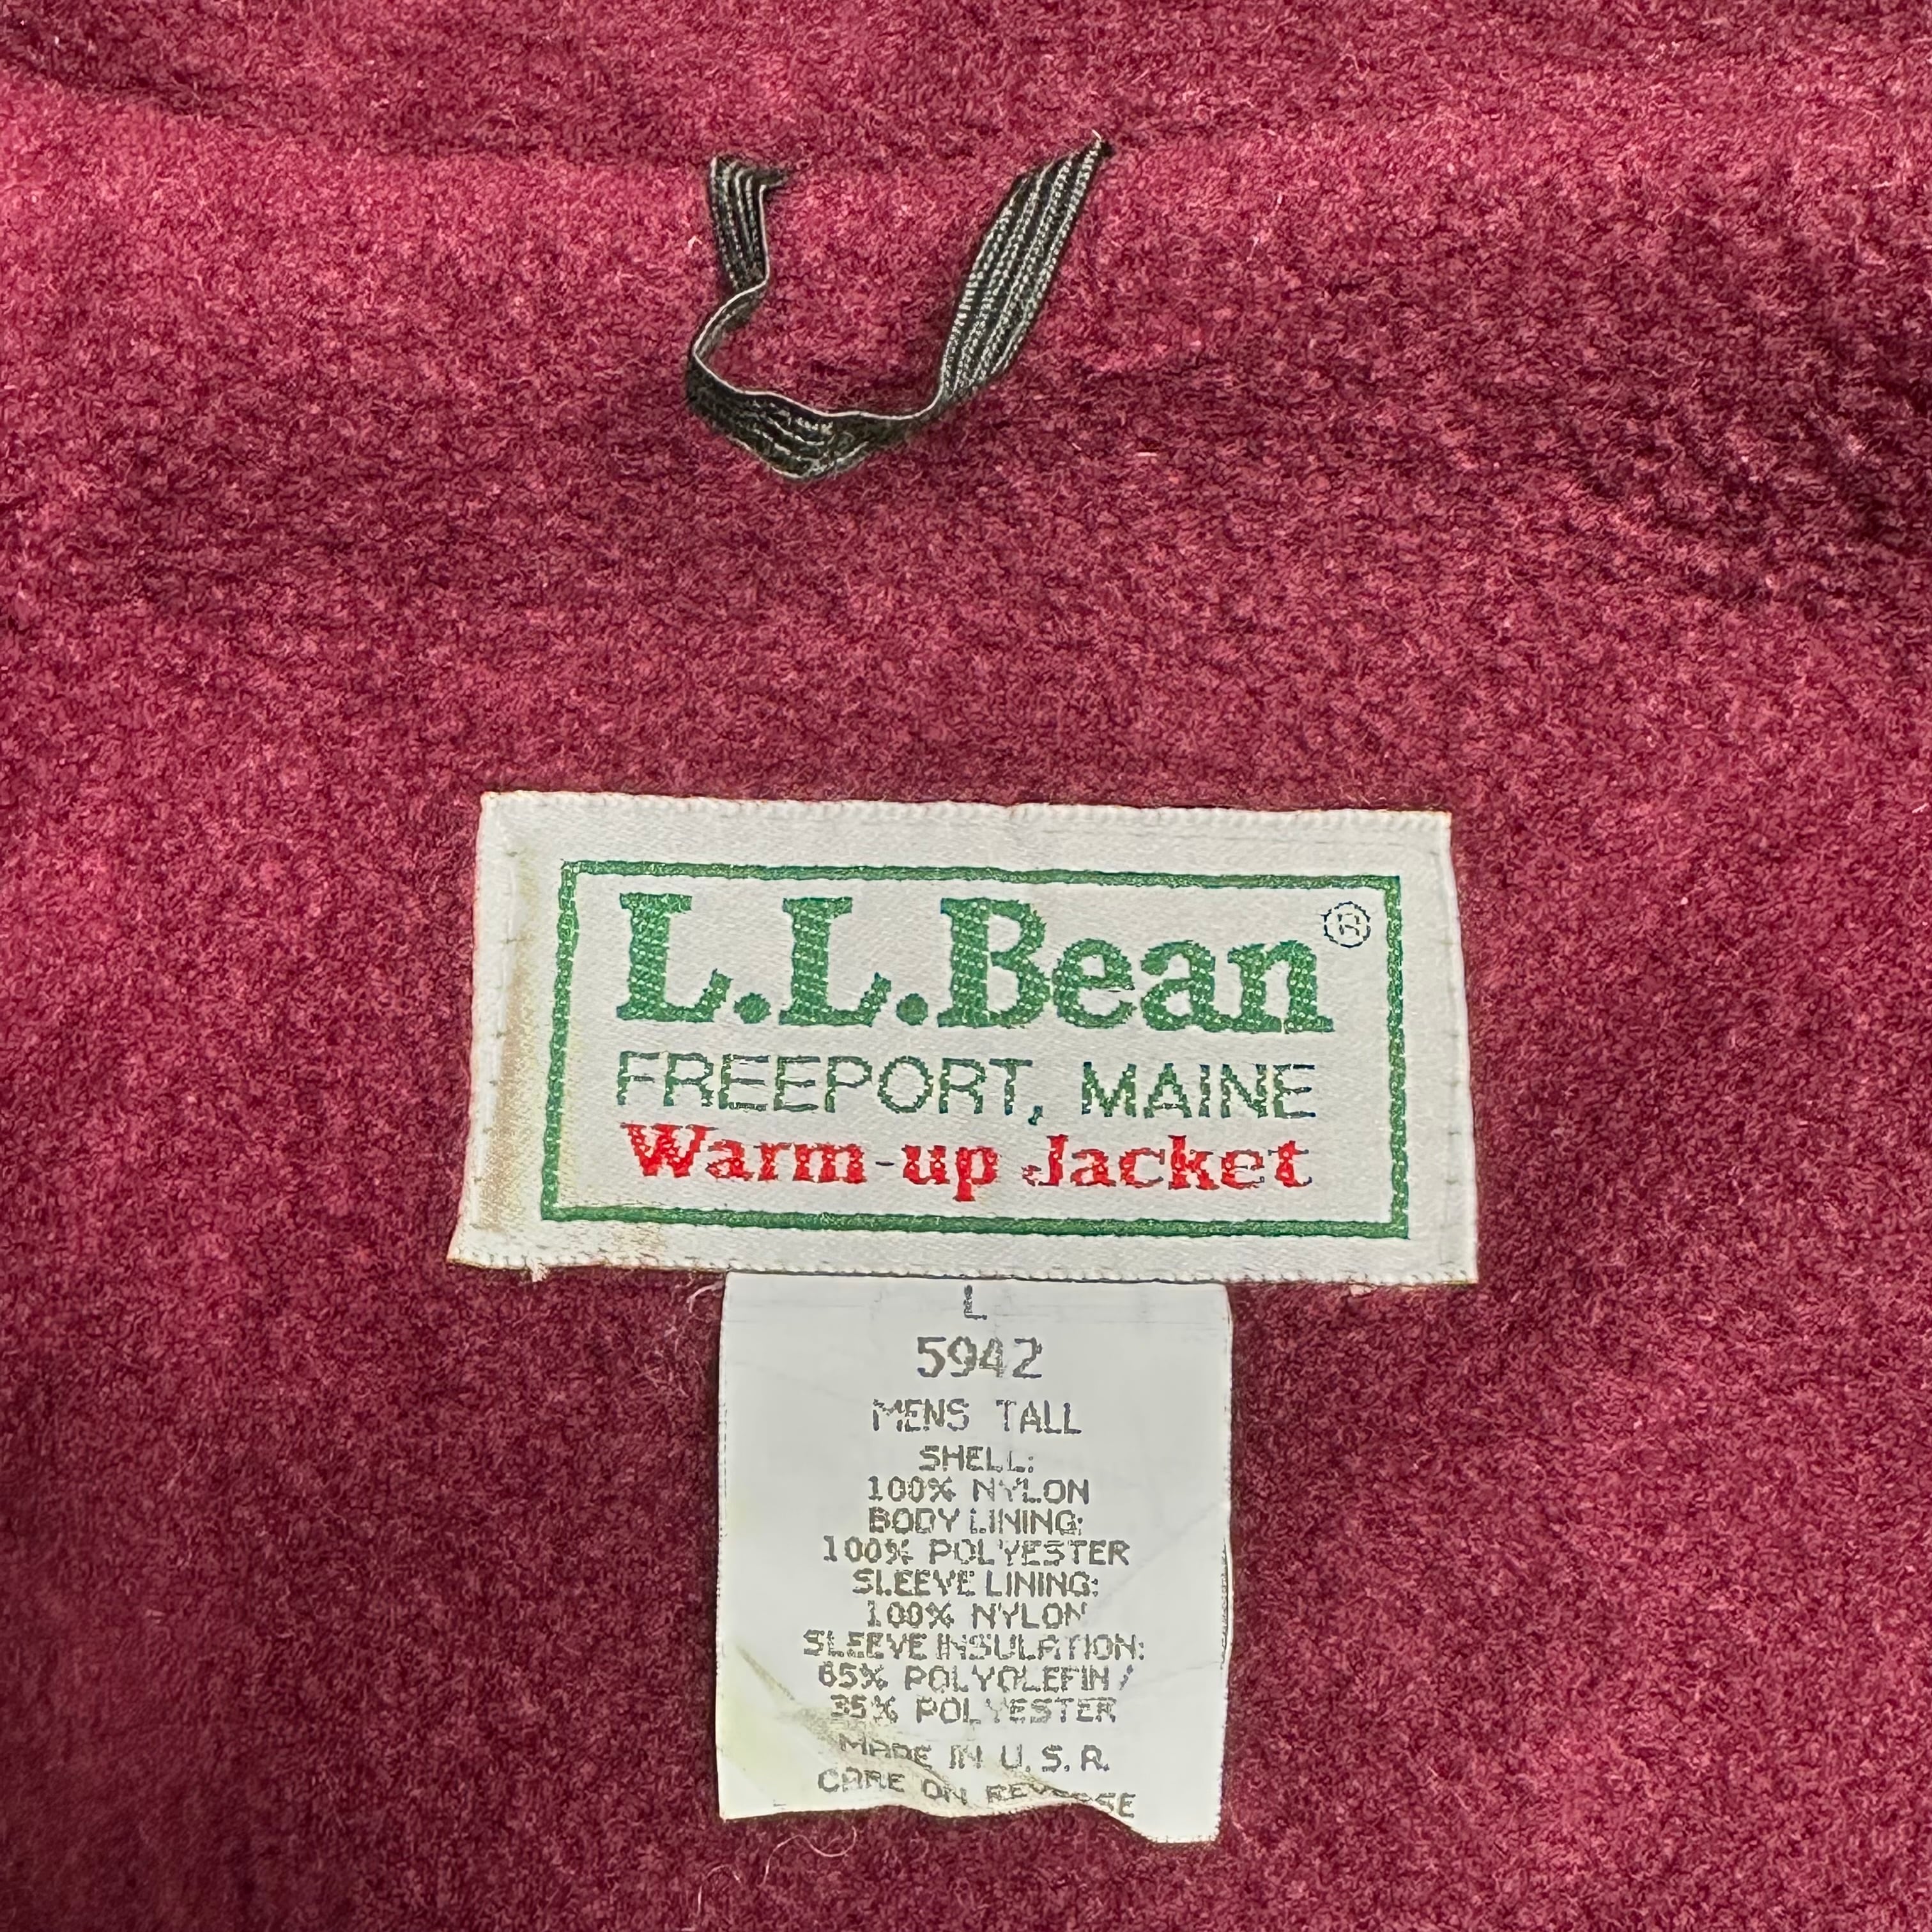 L.L.Bean®
FREEPORT, MAINE
Warm-up Jacket
L
5942
MENS TALL
SHELL:
100% NYLON
BODY LINING:
100% POLYESTER
SLEEVE LINING:
100% NYLON
SLEEVE INSULATION:
65% POLYOLEFIN/
35% POLYESTER
MADE IN U.S.A.
CARE ON REVERSE